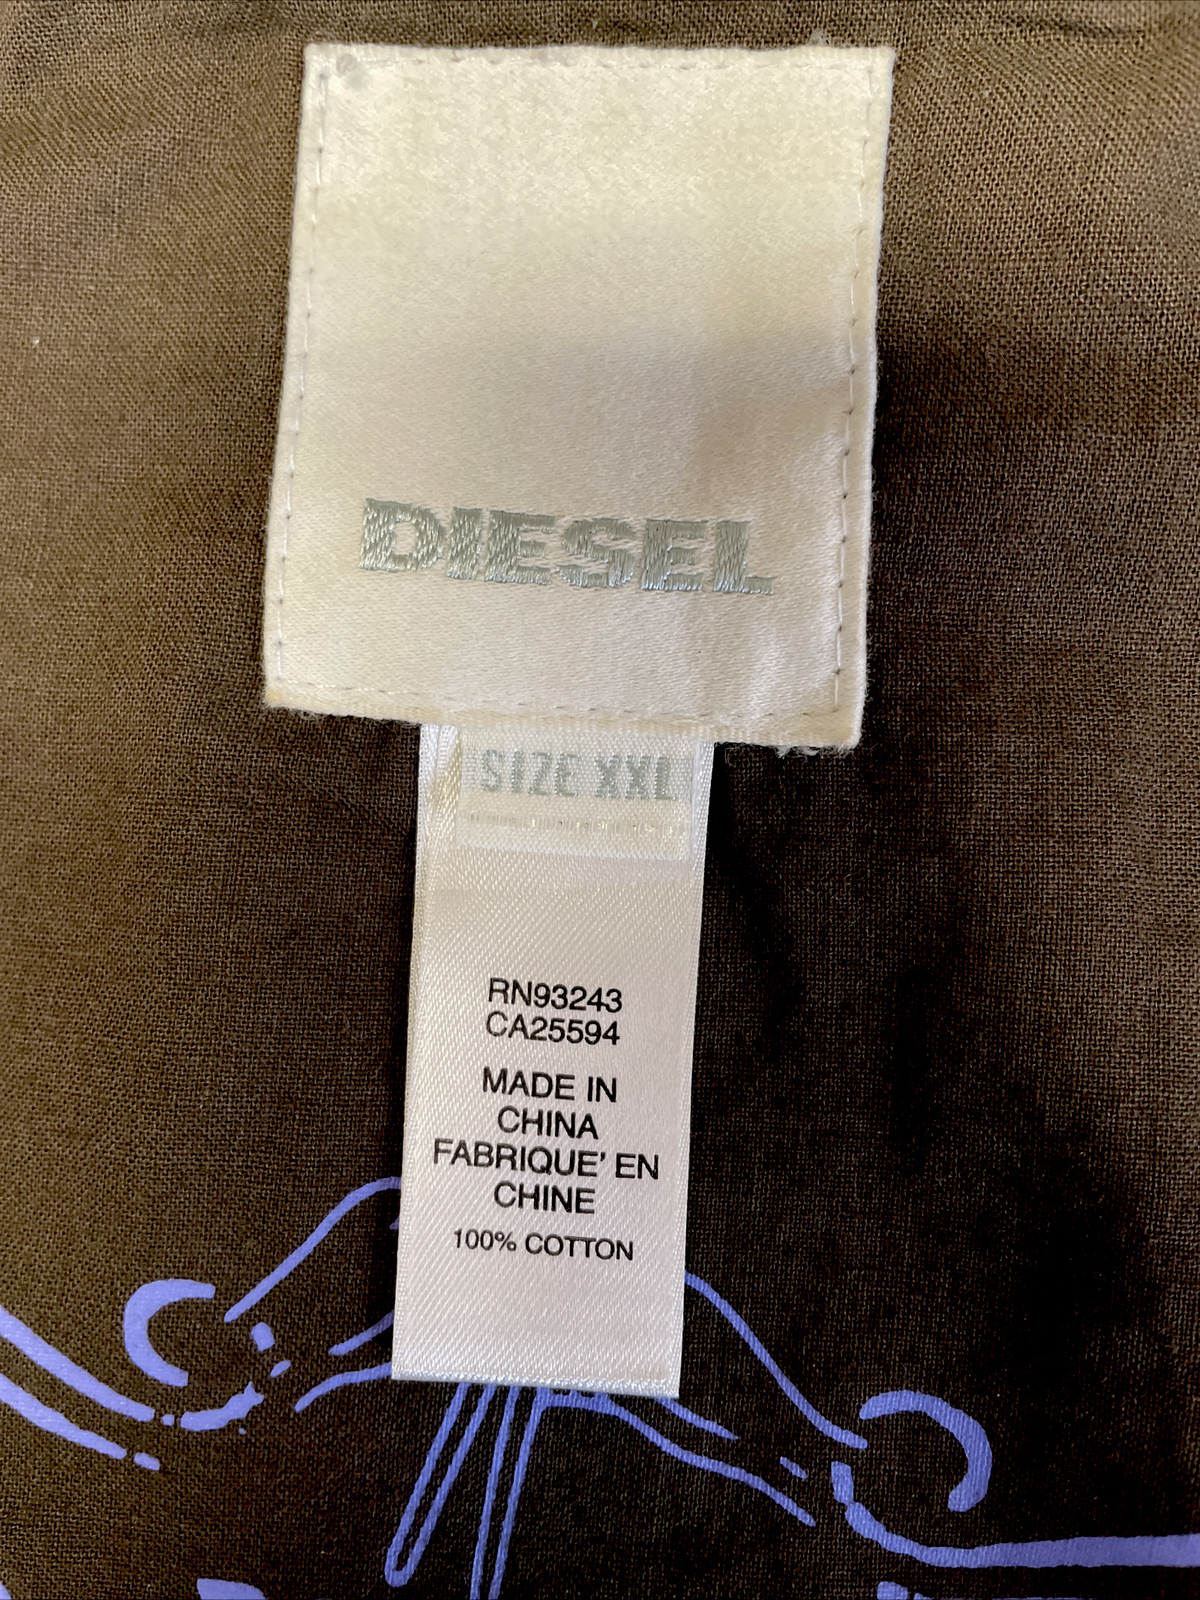 DIESEL
SIZE XXL
RN93243
CA25594
MADE IN
CHINA
FABRIQUE' EN
CHINE
100% COTTON